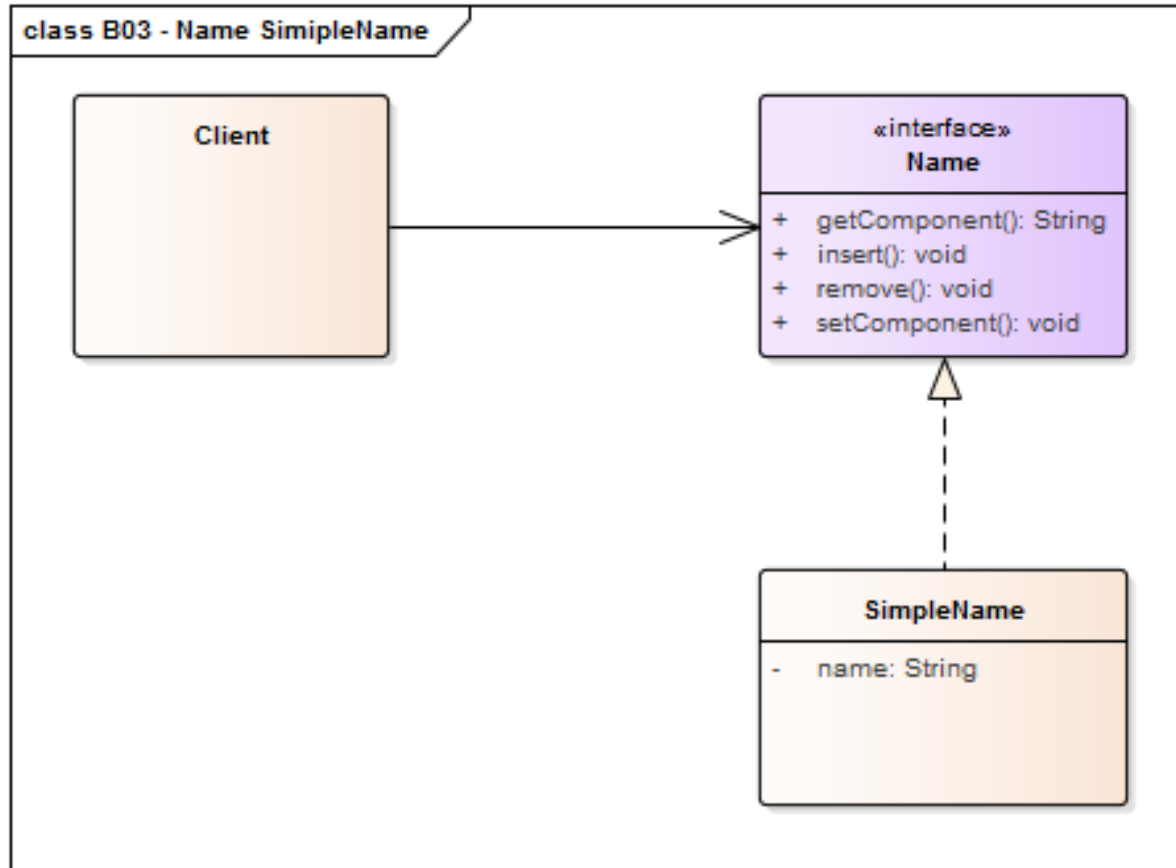 class B03 - Name SimipleName
Client
«interface»
Name
+ getComponent(): String
+ insert(): void
+ remove(): void
+ setComponent(): void
SimpleName
- name: String